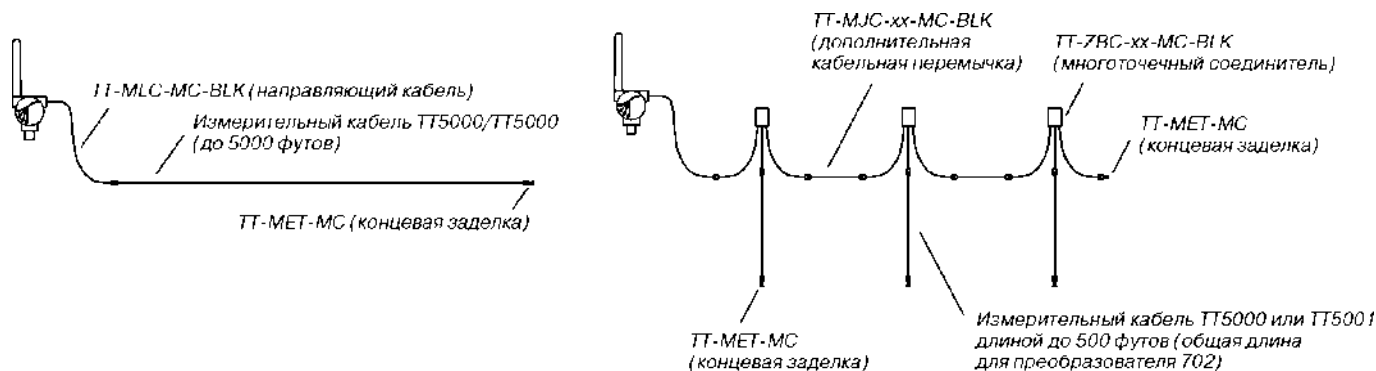 TT-MLC-MC-BLK (направляющий кабель)
Измерительный кабель TT5000/TT5000
(до 5000 футов)
TT-MET-MC (концевая заделка)
TT-MJC-xx-MC-BLK
(дополнительная
кабельная перемычка)
TT-ZBC-xx-MC-BLK
(многоточечный соединитель)
TT-MET-MC
(концевая заделка)
TT-MET-MC
(концевая заделка)
Измерительный кабель TT5000 или TT5001
длиной до 500 футов (общая длина
для преобразователя 702)